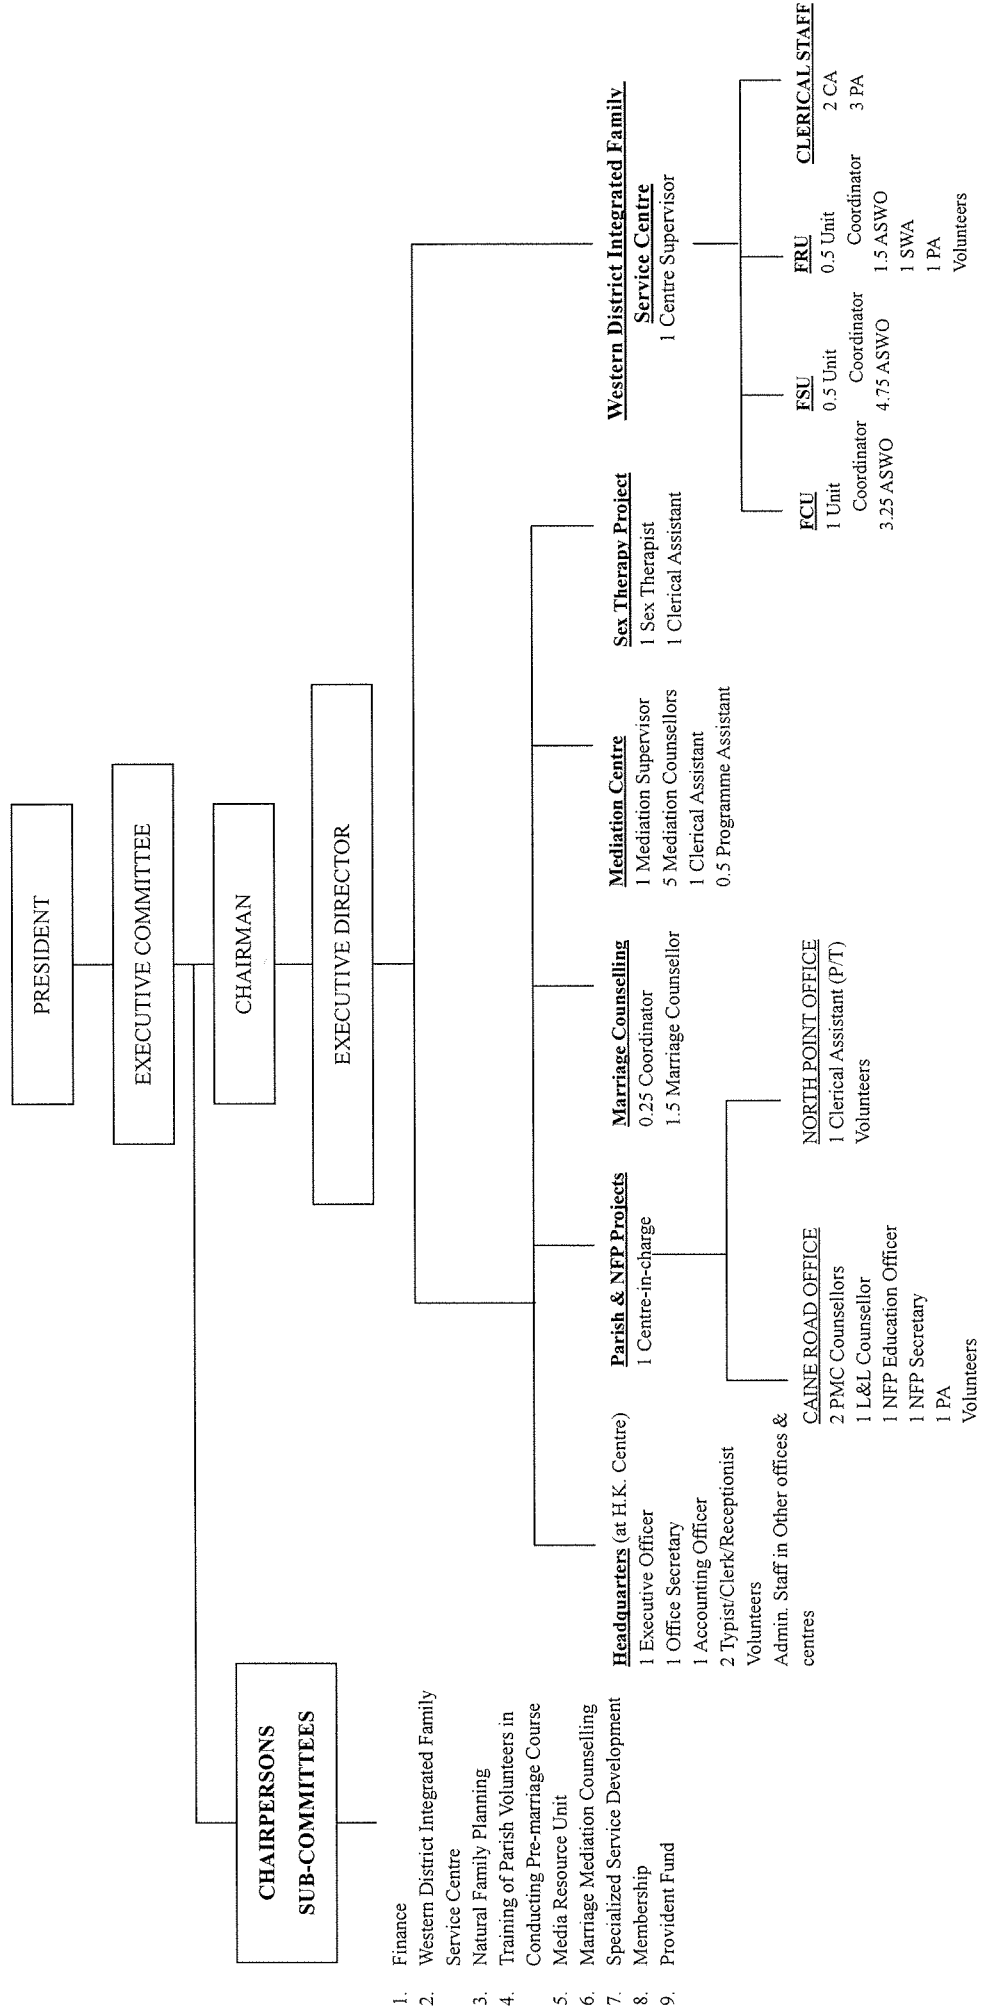 PRESIDENT
EXECUTIVE COMMITTEE
CHAIRMAN
EXECUTIVE DIRECTOR
CHAIRPERSONS
SUB-COMMITTEES
1. Finance
2. Western District Integrated Family
Service Centre
3. Natural Family Planning
4. Training of Parish Volunteers in
Conducting Pre-marriage Course
5. Media Resource Unit
6. Marriage Mediation Counselling
7. Specialized Service Development
8. Membership
9. Provident Fund
Headquarters (at H.K. Centre)
1 Executive Officer
1 Office Secretary
1 Accounting Officer
2 Typist/Clerk/Receptionist
Volunteers
Admin. Staff in Other offices &
centres
Parish & NFP Projects
1 Centre-in-charge
CAINE ROAD OFFICE
2 PMC Counsellors
1 L&L Counsellor
1 NFP Education Officer
1 NFP Secretary
1 PA
Volunteers
NORTH POINT OFFICE
1 Clerical Assistant (P/T)
Volunteers
Marriage Counselling
0.25 Coordinator
1.5 Marriage Counsellor
Mediation Centre
1 Mediation Supervisor
5 Mediation Counsellors
1 Clerical Assistant
0.5 Programme Assistant
Sex Therapy Project
1 Sex Therapist
1 Clerical Assistant
Western District Integrated Family
Service Centre
1 Centre Supervisor
FCU
1 Unit
Coordinator
3.25 ASWO
FSU
0.5 Unit
Coordinator
4.75 ASWO
FRU
0.5 Unit
Coordinator
1.5 ASWO
1 SWA
1 PA
Volunteers
CLERICAL STAFF
2 CA
3 PA